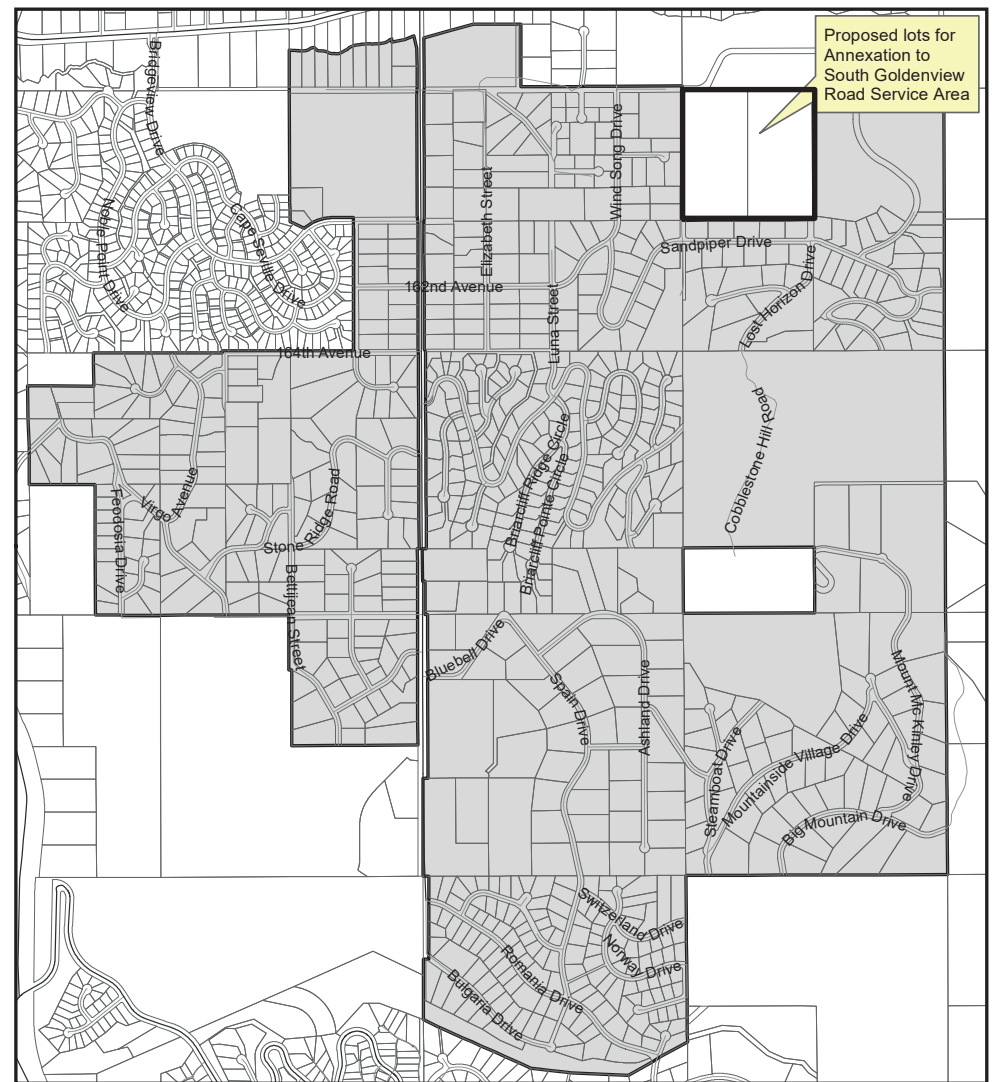 Proposed lots for
Annexation to
South Goldenview
Road Service Area
Bridgeview Drive
Noble Point Drive
Cape Seville Drive
Elizabeth Street
Wind Song Drive
Sandpiper Drive
162nd Avenue
Luna Street
Lost Horizon Drive
164th Avenue
Cobblestone Hill Road
Briarcliff Ridge Circle
Briarcliff Pointe Circle
Feodosia Drive
Virgo Avenue
Stone Ridge Road
Bettijean Street
Bluebell Drive
Spain Drive
Ashland Drive
Mount Mc Kinley Drive
Steamboat Drive
Mountainside Village Drive
Big Mountain Drive
Switzerland Drive
Norway Drive
Romania Drive
Bulgaria Drive